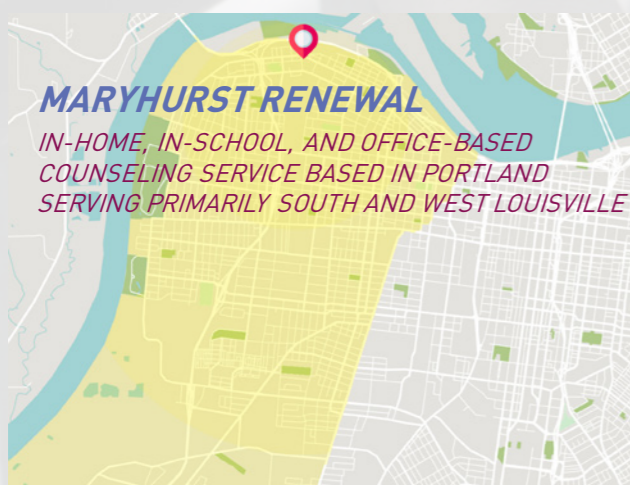 MARYHURST RENEWAL
IN-HOME, IN-SCHOOL, AND OFFICE-BASED
COUNSELING SERVICE BASED IN PORTLAND
SERVING PRIMARILY SOUTH AND WEST LOUISVILLE